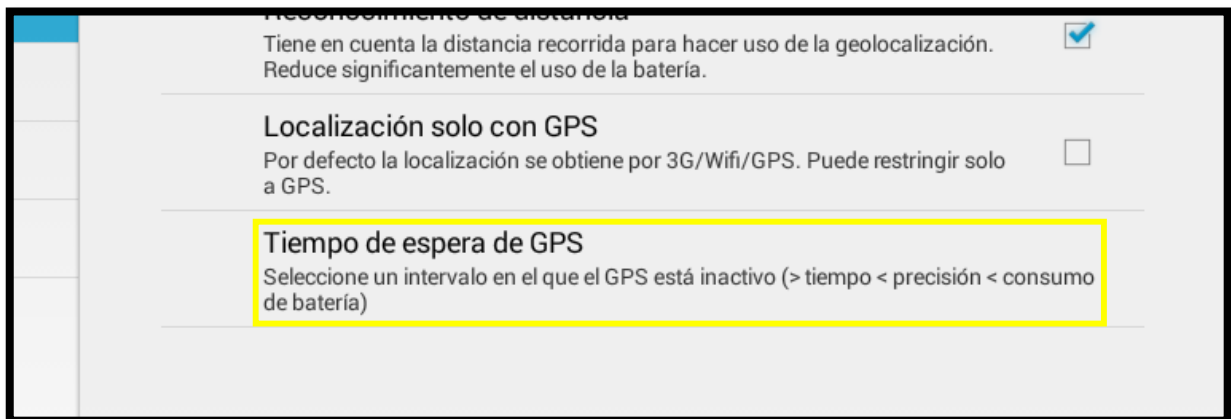 Reconocimiento de distancia
Tiene en cuenta la distancia recorrida para hacer uso de la geolocalización.
Reduce significantemente el uso de la batería.
Localización solo con GPS
Por defecto la localización se obtiene por 3G/Wifi/GPS. Puede restringir solo
a GPS.
Tiempo de espera de GPS
Seleccione un intervalo en el que el GPS está inactivo (> tiempo < precisión < consumo
de batería)